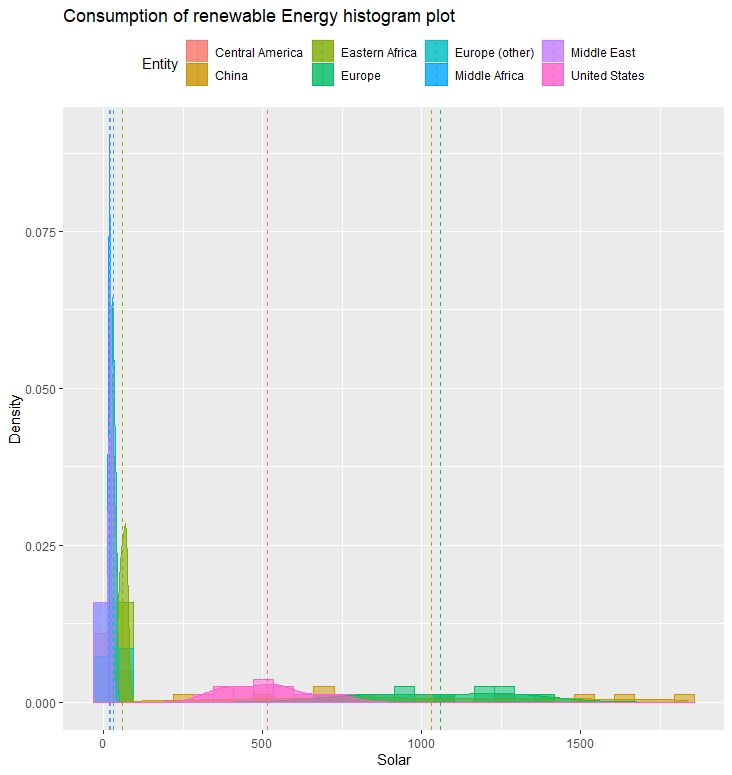 Consumption of renewable Energy histogram plot
Entity
Central America
Eastern Africa
Europe (other)
Middle East
China
Europe
Middle Africa
United States
Density
0.075
0.050
0.025
0.000
0
500
1000
1500
Solar